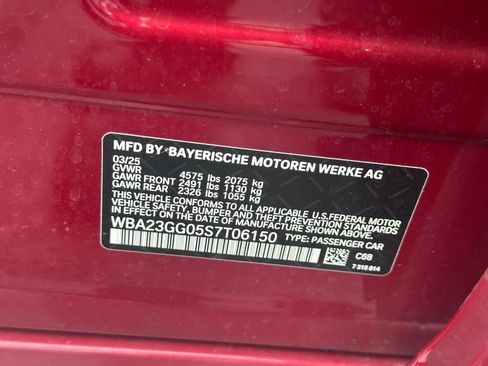 MFD BY BAYERISCHE MOTOREN WERKE AG
03/25
GVWR 4575 lbs 2075 kg
GAWR FRONT 2491 lbs 1130 kg
GAWR REAR 2326 lbs 1055 kg
THIS VEHICLE CONFORMS TO ALL APPLICABLE U.S. FEDERAL MOTOR
VEHICLE SAFETY, BUMPER, AND THEFT PREVENTION STANDARDS
IN EFFECT ON THE DATE OF MANUFACTURE SHOWN ABOVE.
WBA23GG05S7T06150 TYPE: PASSENGER CAR
C6B
7315814